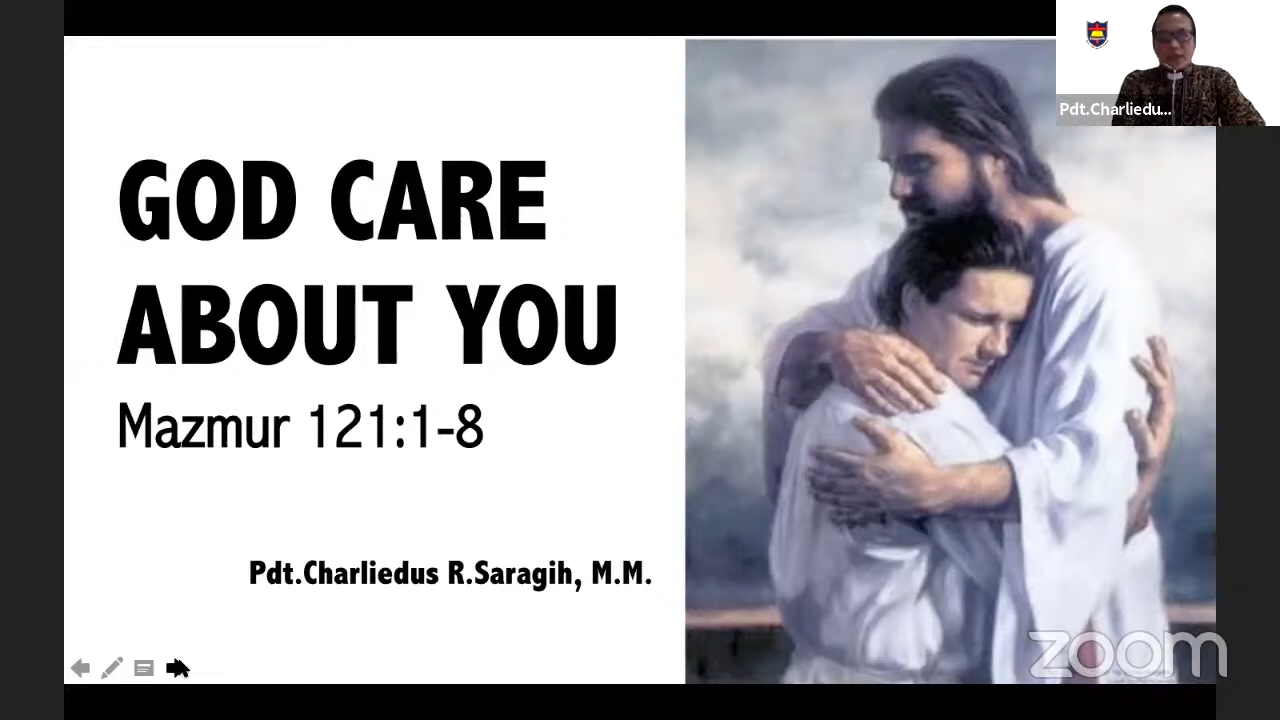 GOD CARE
ABOUT YOU
Mazmur 121:1-8
Pdt.Charliedus R.Saragih, M.M.
Pdt.Charliedu...
zoom